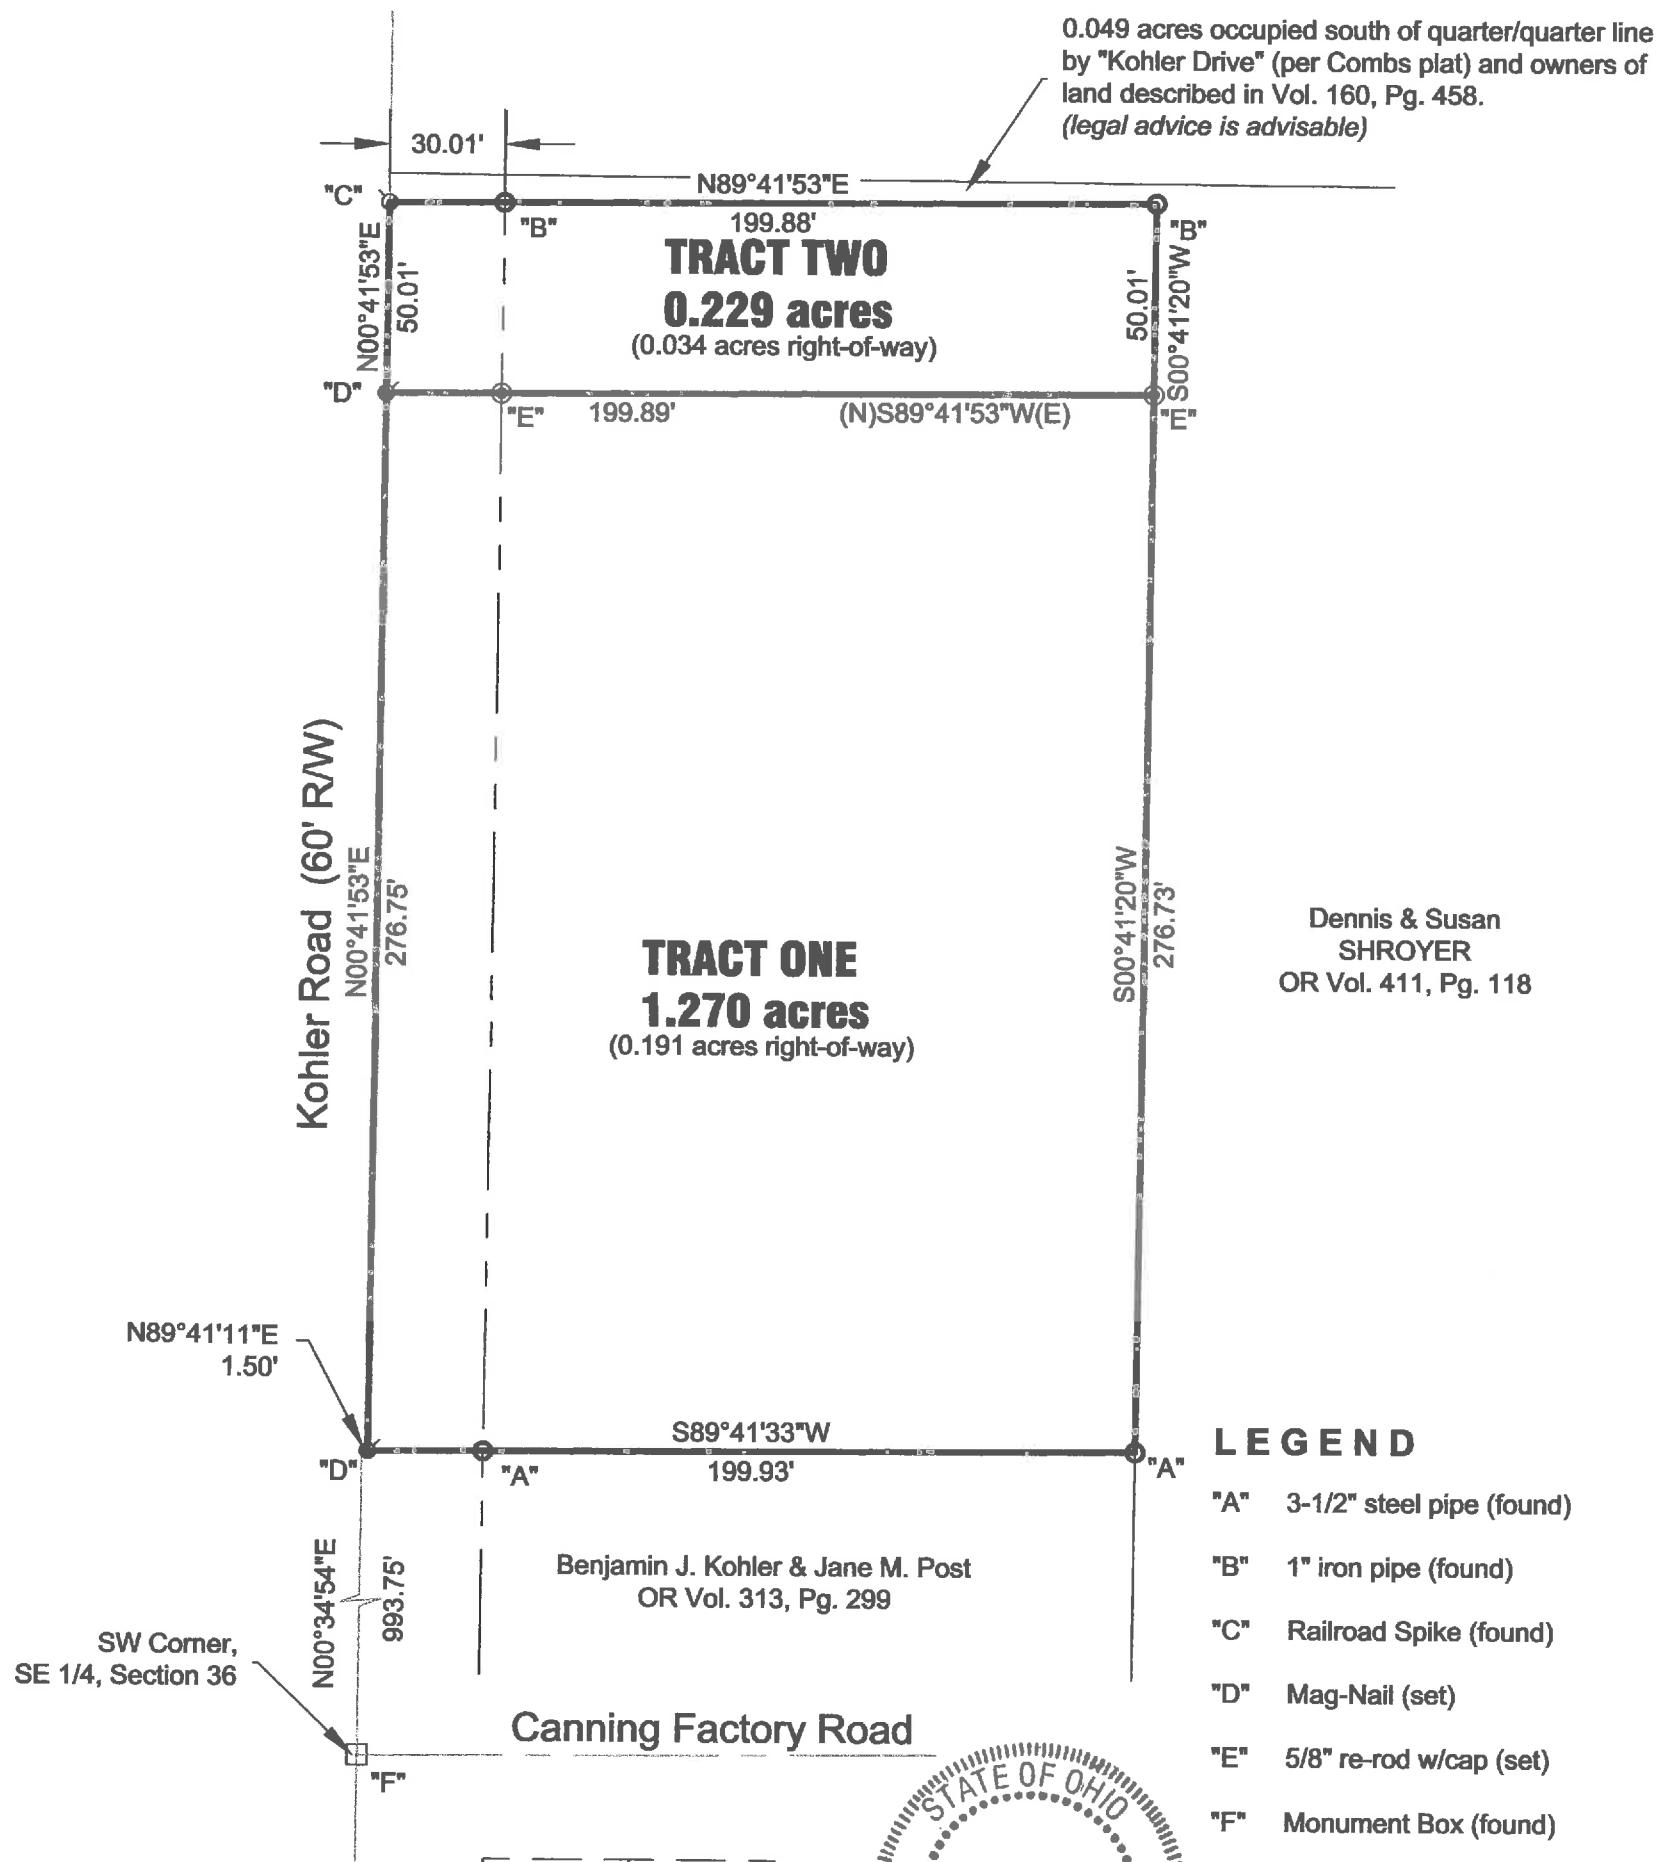 0.049 acres occupied south of quarter/quarter line
by "Kohler Drive" (per Combs plat) and owners of
land described in Vol. 160, Pg. 458.
(legal advice is advisable)
30.01'
"C"
N89°41'53"E
"B"
199.88'
"B"
N00°41'53"E
50.01'
TRACT TWO
0.229 acres
(0.034 acres right-of-way)
50.01'
S00°41'20"W
"D"
"E"
199.89'
(N)S89°41'53"W(E)
"E"
Kohler Road (60' R/W)
N00°41'53"E
276.75'
TRACT ONE
1.270 acres
(0.191 acres right-of-way)
S00°41'20"W
276.73'
Dennis & Susan
SHROYER
OR Vol. 411, Pg. 118
N89°41'11"E
1.50'
"D"
"A"
S89°41'33"W
199.93'
"A"
N00°34'54"E
993.75'
Benjamin J. Kohler & Jane M. Post
OR Vol. 313, Pg. 299
SW Corner,
SE 1/4, Section 36
Canning Factory Road
"F"
LEGEND
"A" 3-1/2" steel pipe (found)
"B" 1" iron pipe (found)
"C" Railroad Spike (found)
"D" Mag-Nail (set)
"E" 5/8" re-rod w/cap (set)
"F" Monument Box (found)
STATE OF OHIO